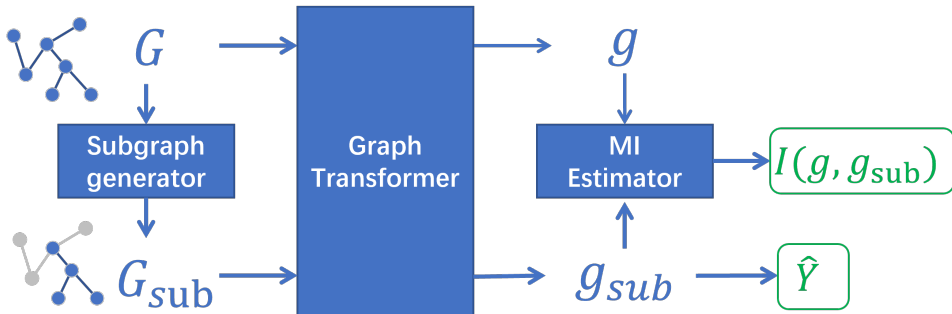 G
g
Subgraph
generator
Graph
Transformer
MI
Estimator
I(g, g_sub)
G_sub
g_sub
Ŷ